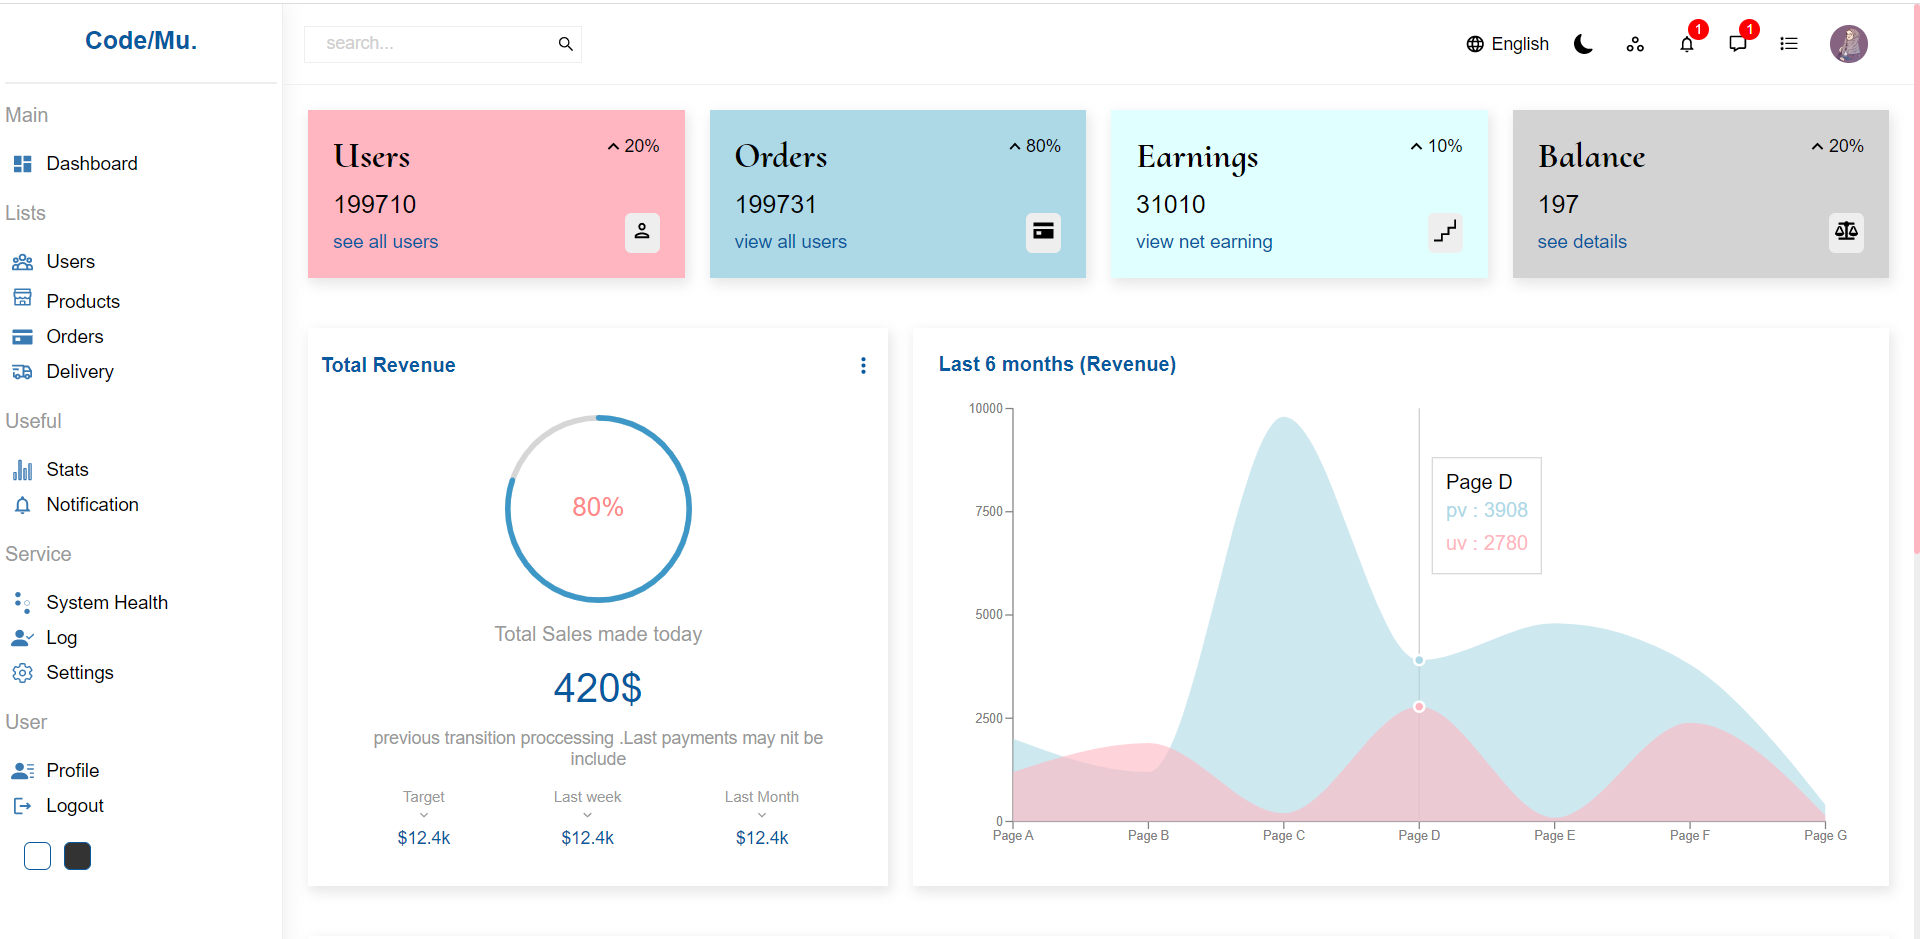 Code/Mu.
search...
English
1
1
Main
Dashboard
Lists
Users
Products
Orders
Delivery
Useful
Stats
Notification
Service
System Health
Log
Settings
User
Profile
Logout
Users
20%
199710
see all users
Orders
80%
199731
view all users
Earnings
10%
31010
view net earning
Balance
20%
197
see details
Total Revenue
80%
Total Sales made today
420$
previous transition proccessing .Last payments may nit be
include
Target
Last week
Last Month
$12.4k
$12.4k
$12.4k
Last 6 months (Revenue)
10000
7500
5000
2500
0
Page D
pv : 3908
uv : 2780
Page A
Page B
Page C
Page D
Page E
Page F
Page G